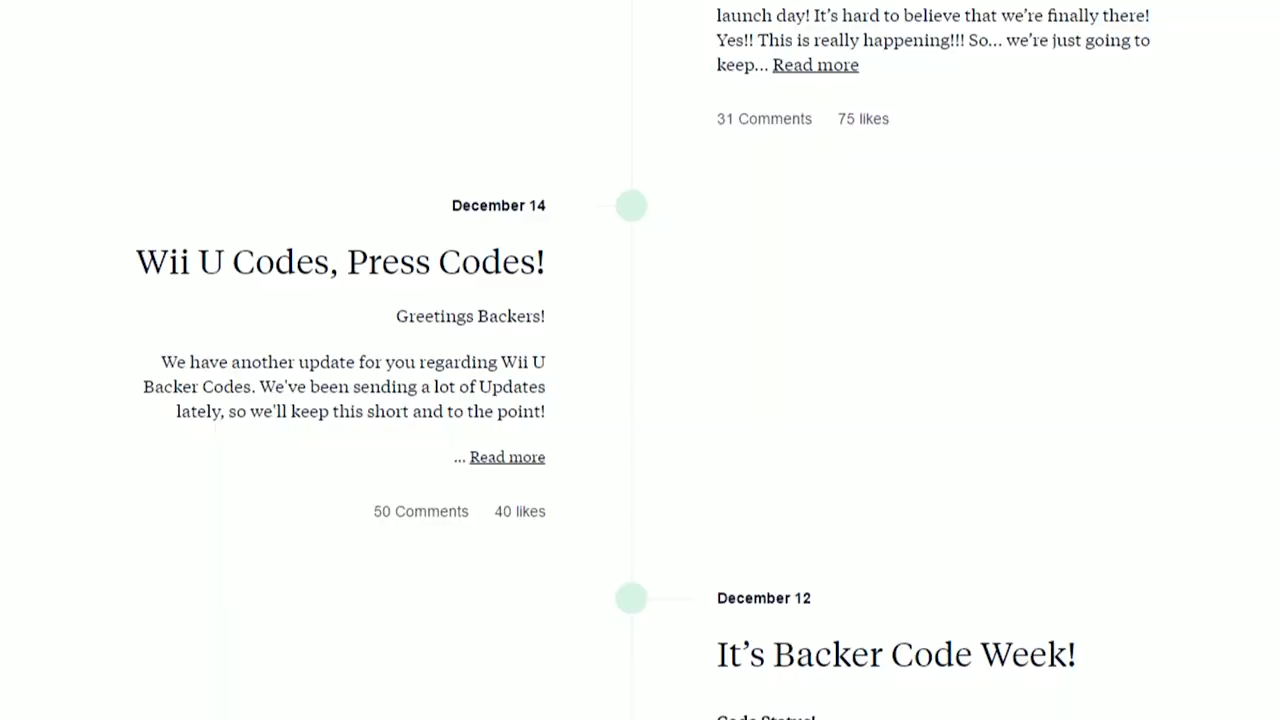 launch day! It’s hard to believe that we’re finally there!
Yes!! This is really happening!!! So... we’re just going to
keep... Read more
31 Comments 75 likes
December 14
Wii U Codes, Press Codes!
Greetings Backers!
We have another update for you regarding Wii U
Backer Codes. We've been sending a lot of Updates
lately, so we'll keep this short and to the point!
... Read more
50 Comments 40 likes
December 12
It’s Backer Code Week!